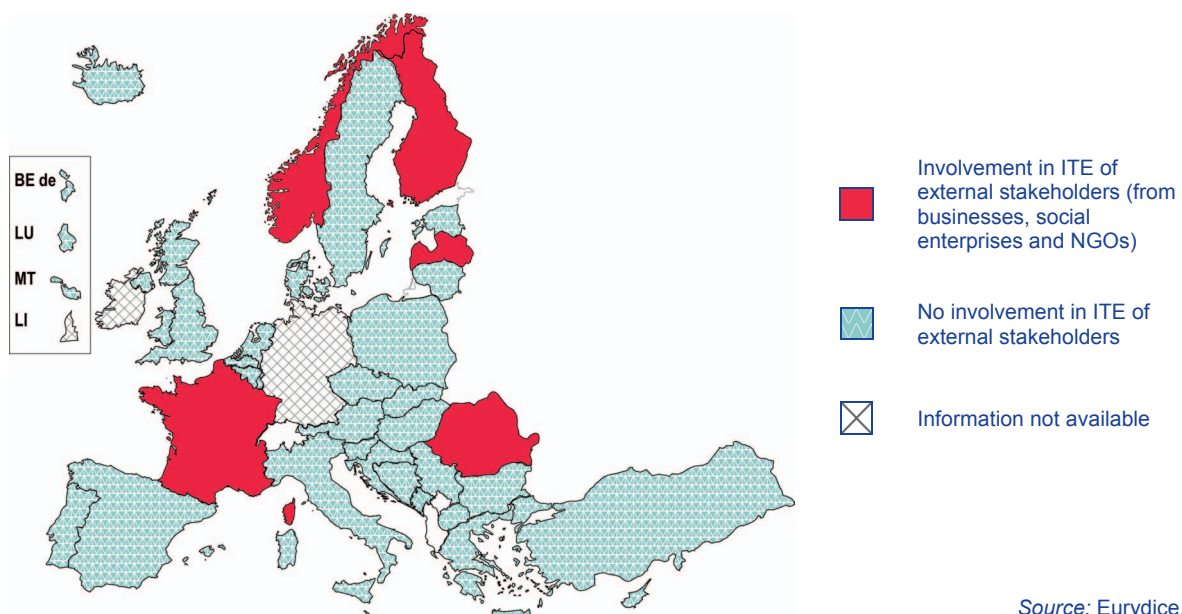 BE de
LU
MT
LI
Involvement in ITE of
external stakeholders (from
businesses, social
enterprises and NGOs)
No involvement in ITE of
external stakeholders
Information not available
Source: Eurydice.